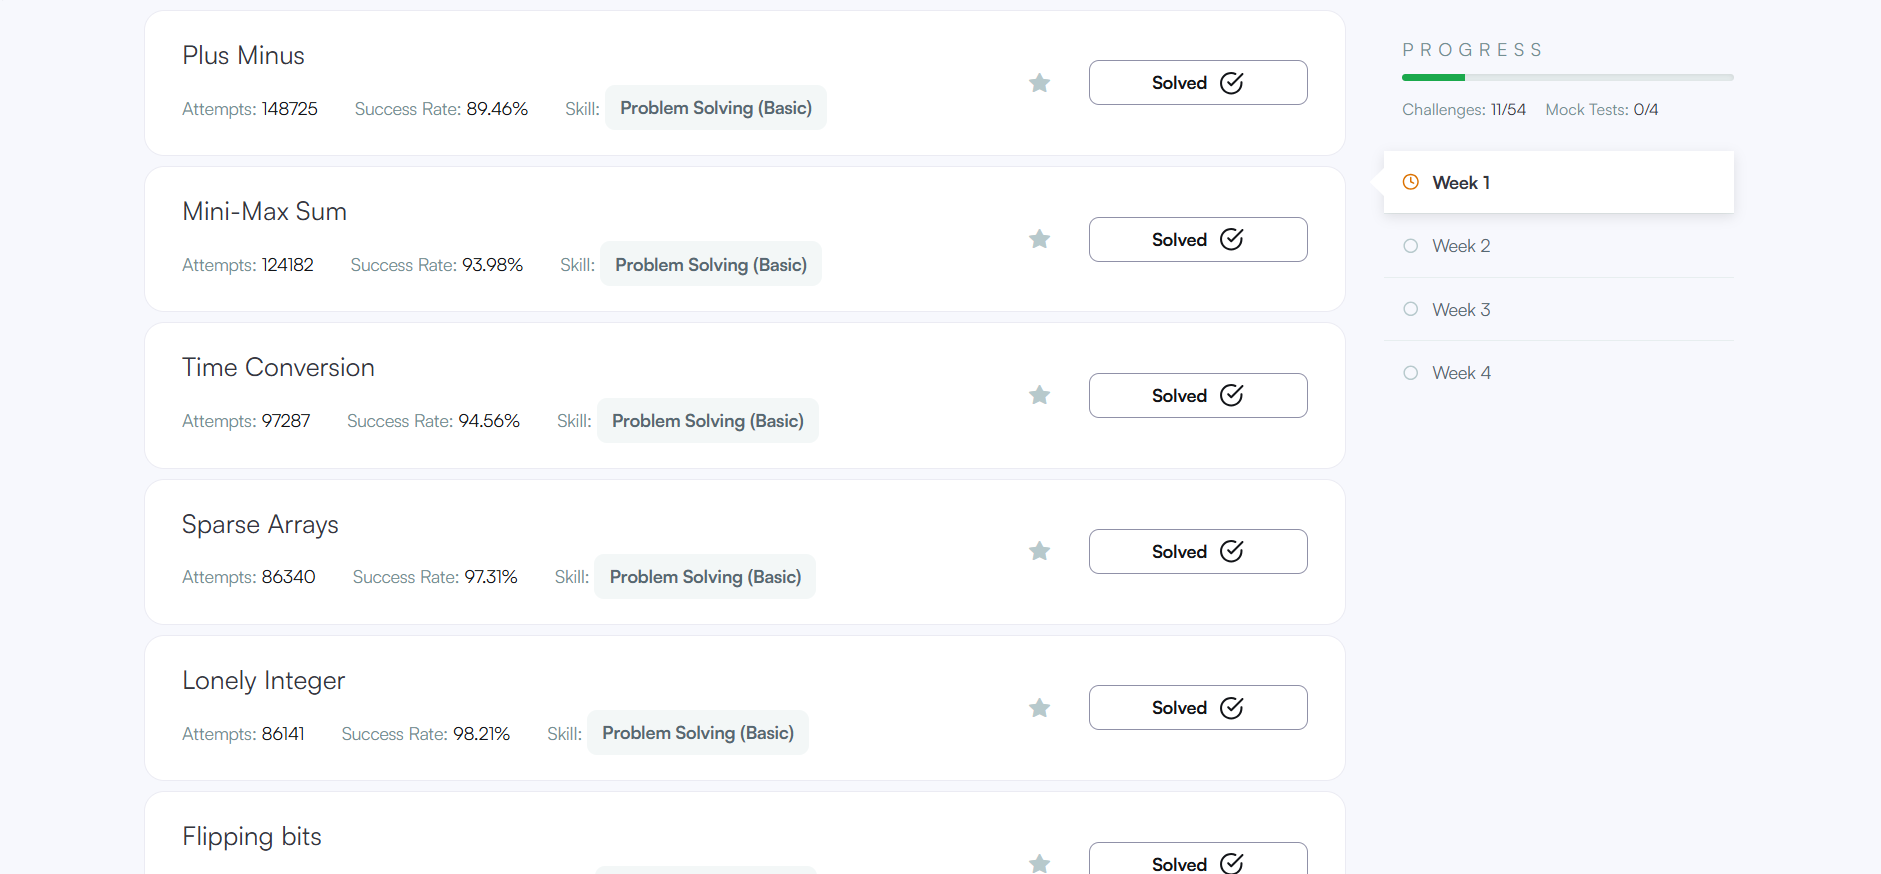 Plus Minus
Attempts: 148725 Success Rate: 89.46% Skill: Problem Solving (Basic)
Solved
Mini-Max Sum
Attempts: 124182 Success Rate: 93.98% Skill: Problem Solving (Basic)
Solved
Time Conversion
Attempts: 97287 Success Rate: 94.56% Skill: Problem Solving (Basic)
Solved
Sparse Arrays
Attempts: 86340 Success Rate: 97.31% Skill: Problem Solving (Basic)
Solved
Lonely Integer
Attempts: 86141 Success Rate: 98.21% Skill: Problem Solving (Basic)
Solved
Flipping bits
Solved
PROGRESS
Challenges: 11/54 Mock Tests: 0/4
Week 1
Week 2
Week 3
Week 4